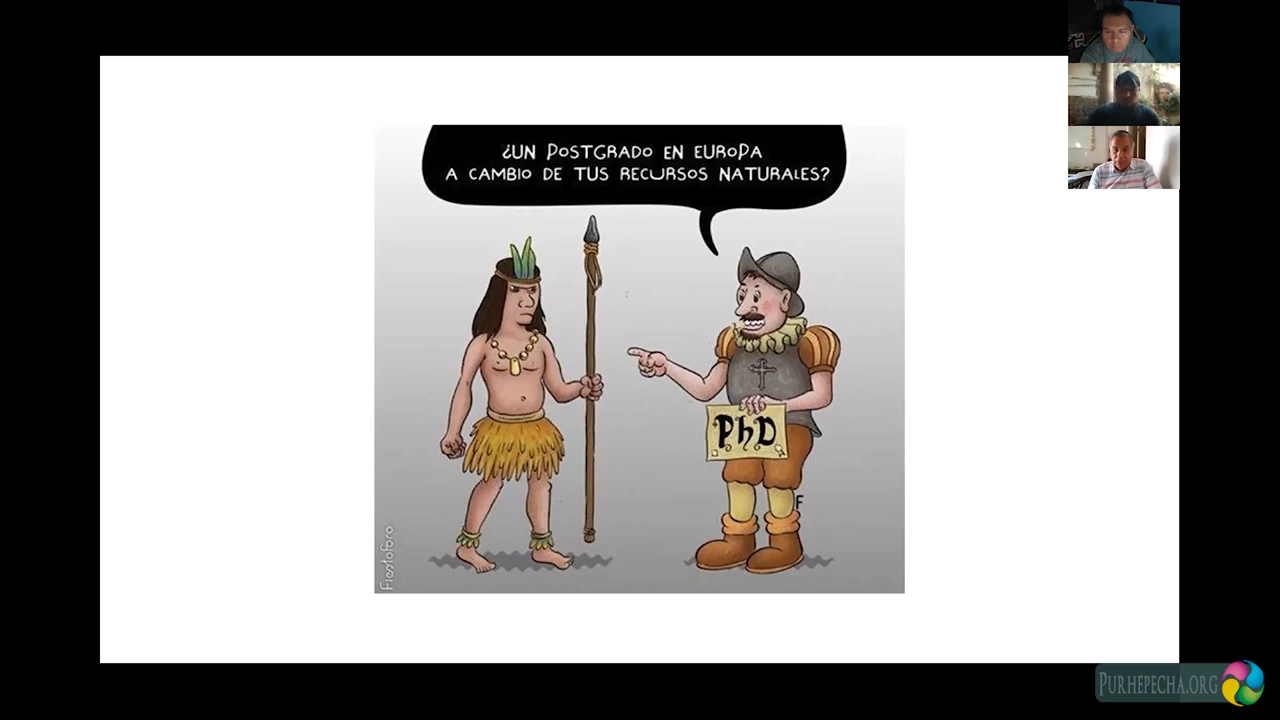 ¿UN POSTGRADO EN EUROPA
A CAMBIO DE TUS RECURSOS NATURALES?
PhD
F
Fiestoforo
PURHEPECHA.ORG